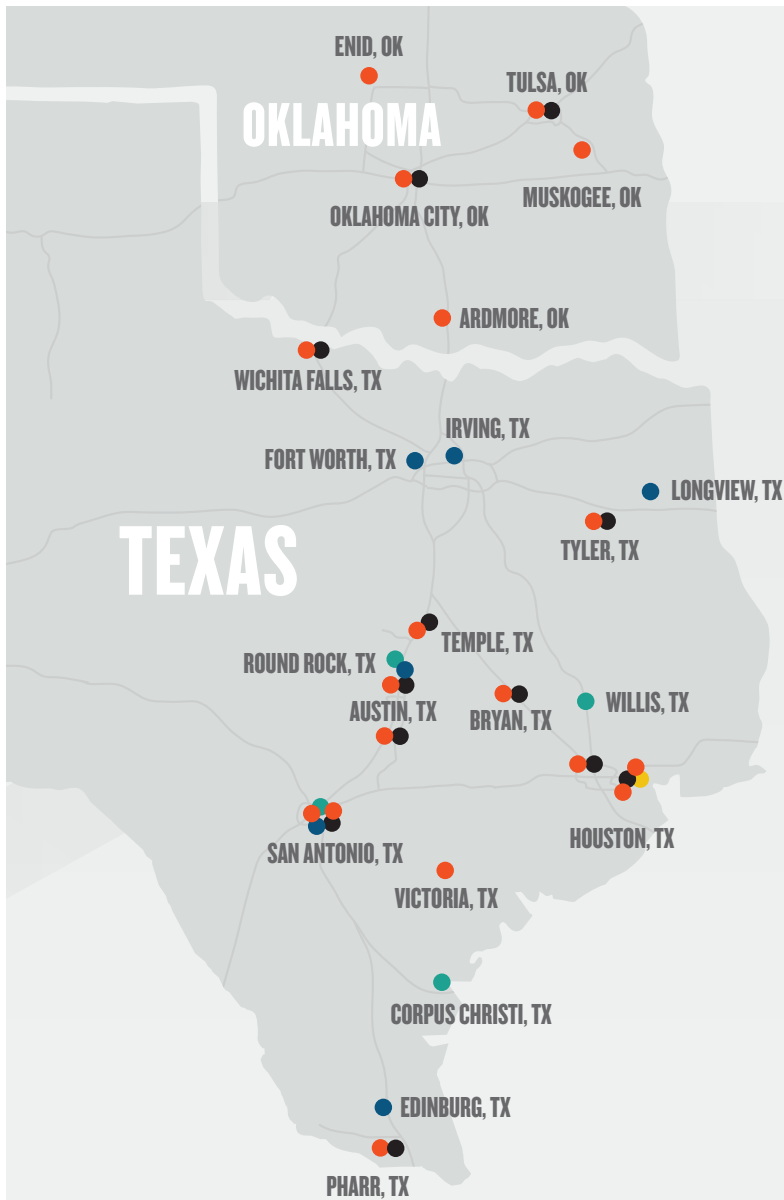 ENID, OK
TULSA, OK
OKLAHOMA
MUSKOGEE, OK
OKLAHOMA CITY, OK
ARDMORE, OK
WICHITA FALLS, TX
IRVING, TX
FORT WORTH, TX
LONGVIEW, TX
TYLER, TX
TEXAS
TEMPLE, TX
ROUND ROCK, TX
WILLIS, TX
AUSTIN, TX
BRYAN, TX
HOUSTON, TX
SAN ANTONIO, TX
VICTORIA, TX
CORPUS CHRISTI, TX
EDINBURG, TX
PHARR, TX